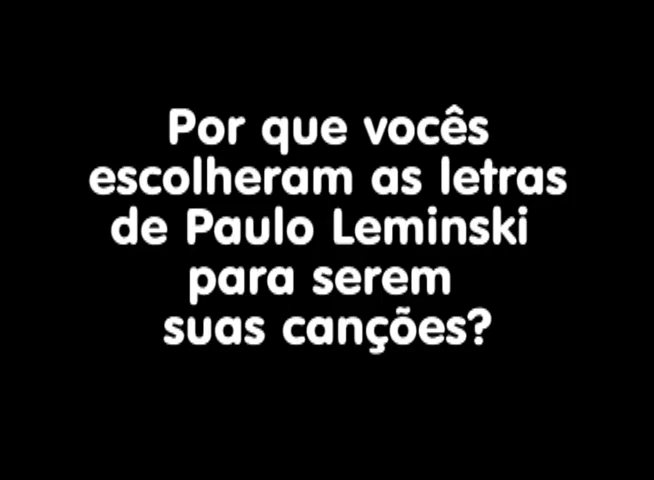 Por que vocês
escolheram as letras
de Paulo Leminski
para serem
suas canções?